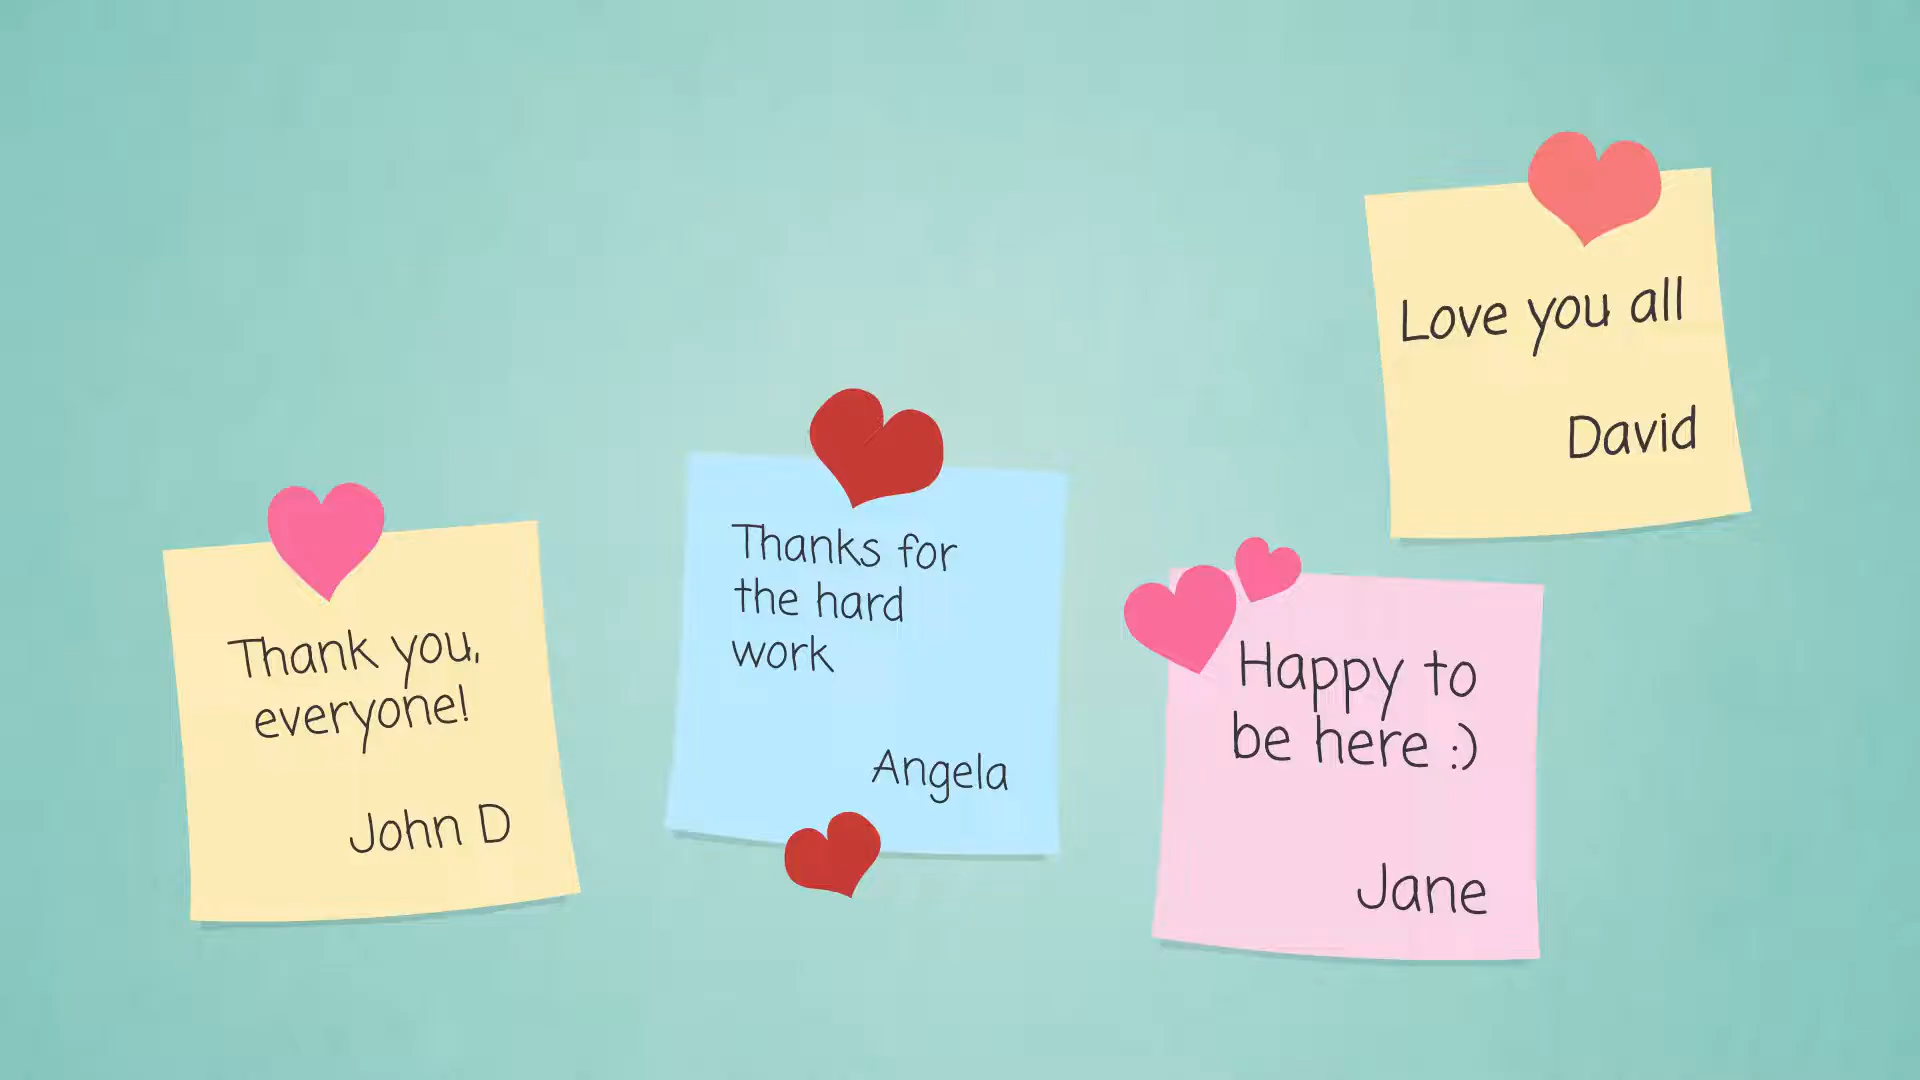 Thank you,
everyone!
John D
Thanks for
the hard
work
Angela
Love you all
David
Happy to
be here :)
Jane